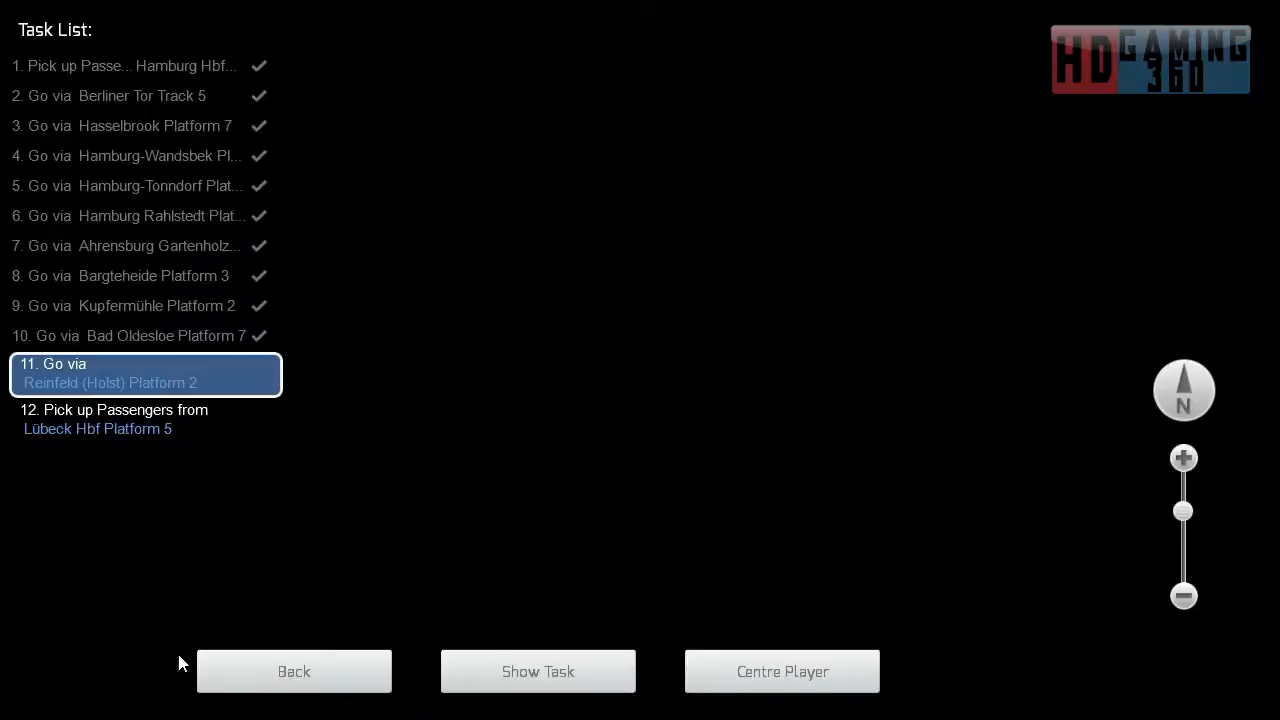 Task List:
1. Pick up Passe... Hamburg Hbf...
2. Go via Berliner Tor Track 5
3. Go via Hasselbrook Platform 7
4. Go via Hamburg-Wandsbek Pl...
5. Go via Hamburg-Tonndorf Plat...
6. Go via Hamburg Rahlstedt Plat...
7. Go via Ahrensburg Gartenholz...
8. Go via Bargteheide Platform 3
9. Go via Kupfermühle Platform 2
10. Go via Bad Oldesloe Platform 7
11. Go via
Reinfeld (Holst) Platform 2
12. Pick up Passengers from
Lübeck Hbf Platform 5
HD GAMING
360
N
Back
Show Task
Centre Player